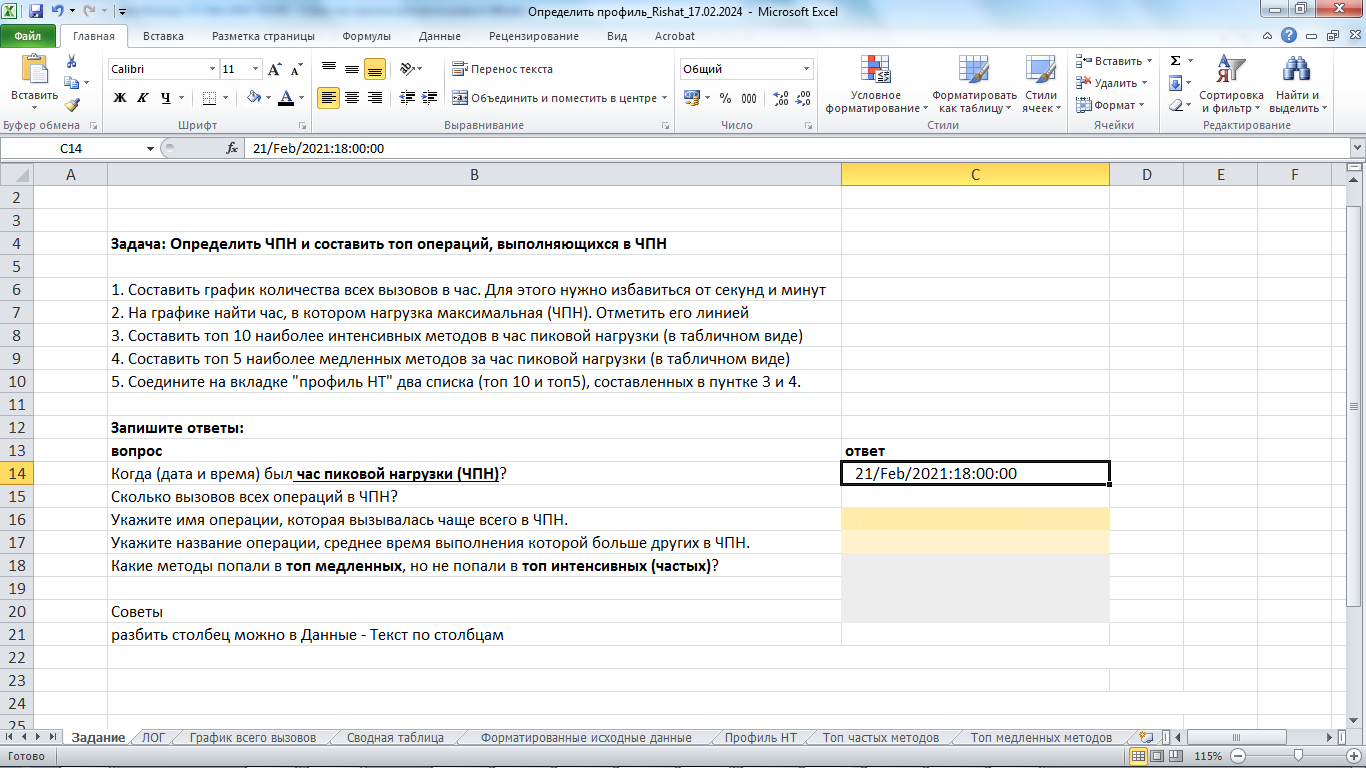 Определить профиль_Rishat_17.02.2024 - Microsoft Excel
Файл Главная Вставка Разметка страницы Формулы Данные Рецензирование Вид Acrobat
Вставить
Буфер обмена
Calibri 11
Ж К Ч
Шрифт
Перенос текста
Объединить и поместить в центре
Выравнивание
Общий
% 000
Число
Условное форматирование
Форматировать как таблицу
Стили ячеек
Стили
Вставить
Удалить
Формат
Ячейки
Сортировка и фильтр
Найти и выделить
Редактирование
C14 fx 21/Feb/2021:18:00:00
A B C D E F
2
3
4 Задача: Определить ЧПН и составить топ операций, выполняющихся в ЧПН
5
6 1. Составить график количества всех вызовов в час. Для этого нужно избавиться от секунд и минут
7 2. На графике найти час, в котором нагрузка максимальная (ЧПН). Отметить его линией
8 3. Составить топ 10 наиболее интенсивных методов в час пиковой нагрузки (в табличном виде)
9 4. Составить топ 5 наиболее медленных методов за час пиковой нагрузки (в табличном виде)
10 5. Соедините на вкладке "профиль НТ" два списка (топ 10 и топ5), составленных в пунтке 3 и 4.
11
12 Запишите ответы:
13 вопрос ответ
14 Когда (дата и время) был час пиковой нагрузки (ЧПН)? 21/Feb/2021:18:00:00
15 Сколько вызовов всех операций в ЧПН?
16 Укажите имя операции, которая вызывалась чаще всего в ЧПН.
17 Укажите название операции, среднее время выполнения которой больше других в ЧПН.
18 Какие методы попали в топ медленных, но не попали в топ интенсивных (частых)?
19
20 Советы
21 разбить столбец можно в Данные - Текст по столбцам
22
23
24
25
Задание ЛОГ График всего вызовов Сводная таблица Форматированные исходные данные Профиль НТ Топ частых методов Топ медленных методов
Готово 115%